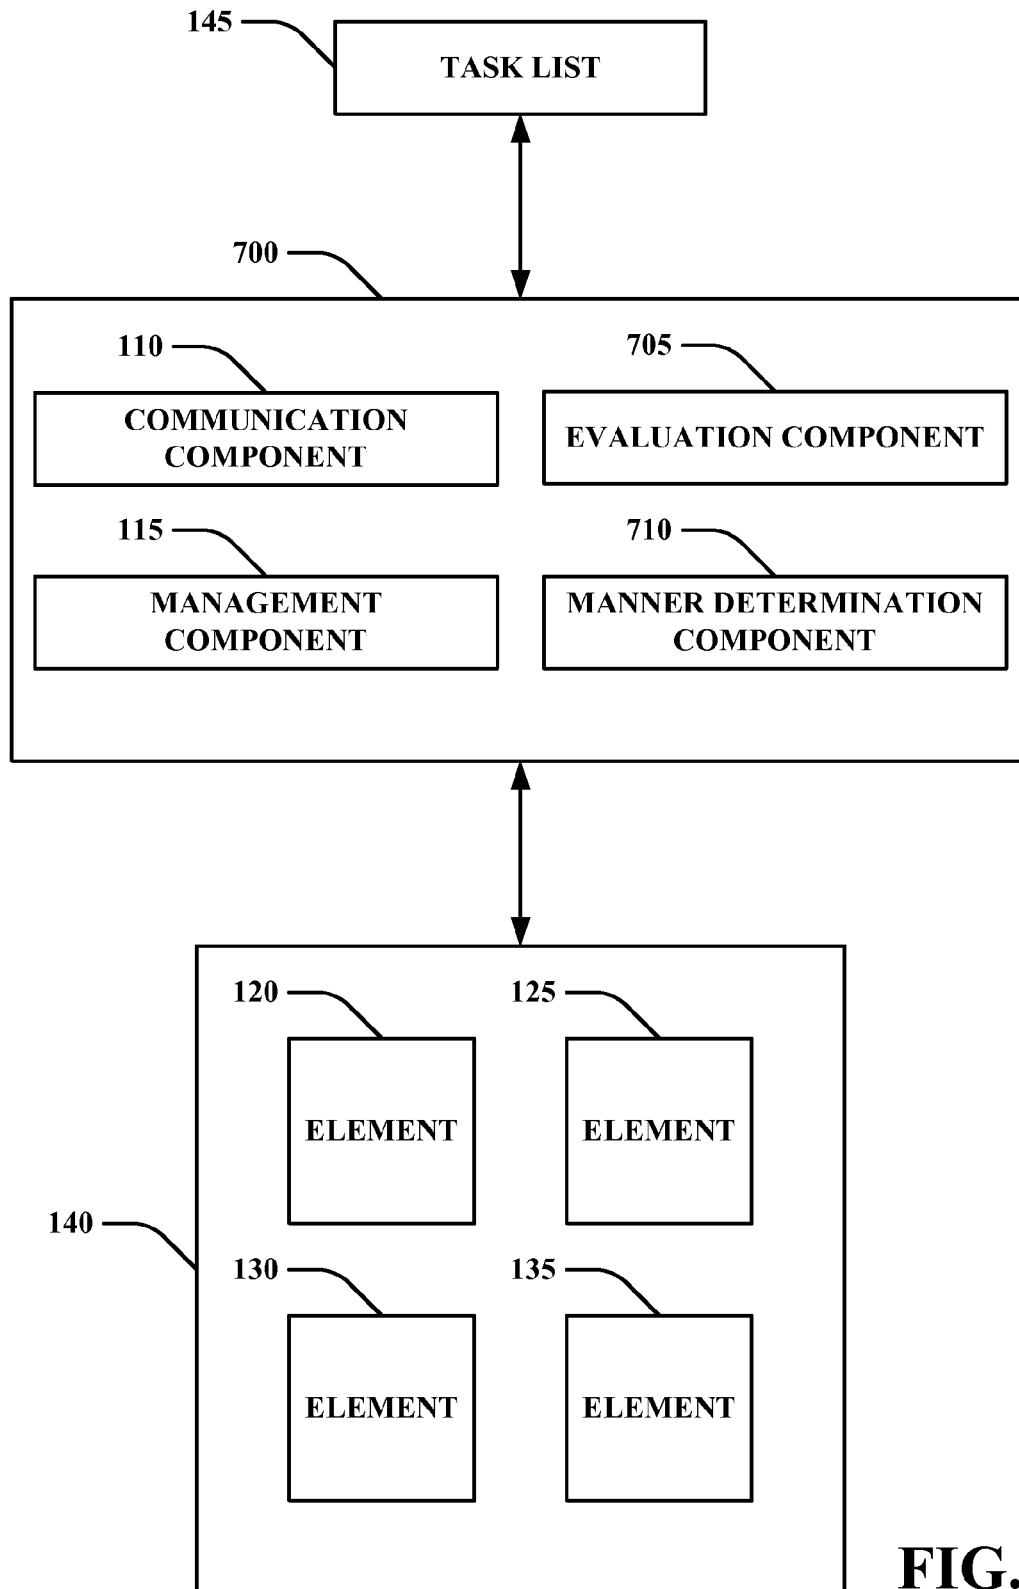 145
TASK LIST
700
110
705
COMMUNICATION
COMPONENT
EVALUATION COMPONENT
115
710
MANAGEMENT
COMPONENT
MANNER DETERMINATION
COMPONENT
120
125
ELEMENT
ELEMENT
140
130
135
ELEMENT
ELEMENT
FIG.